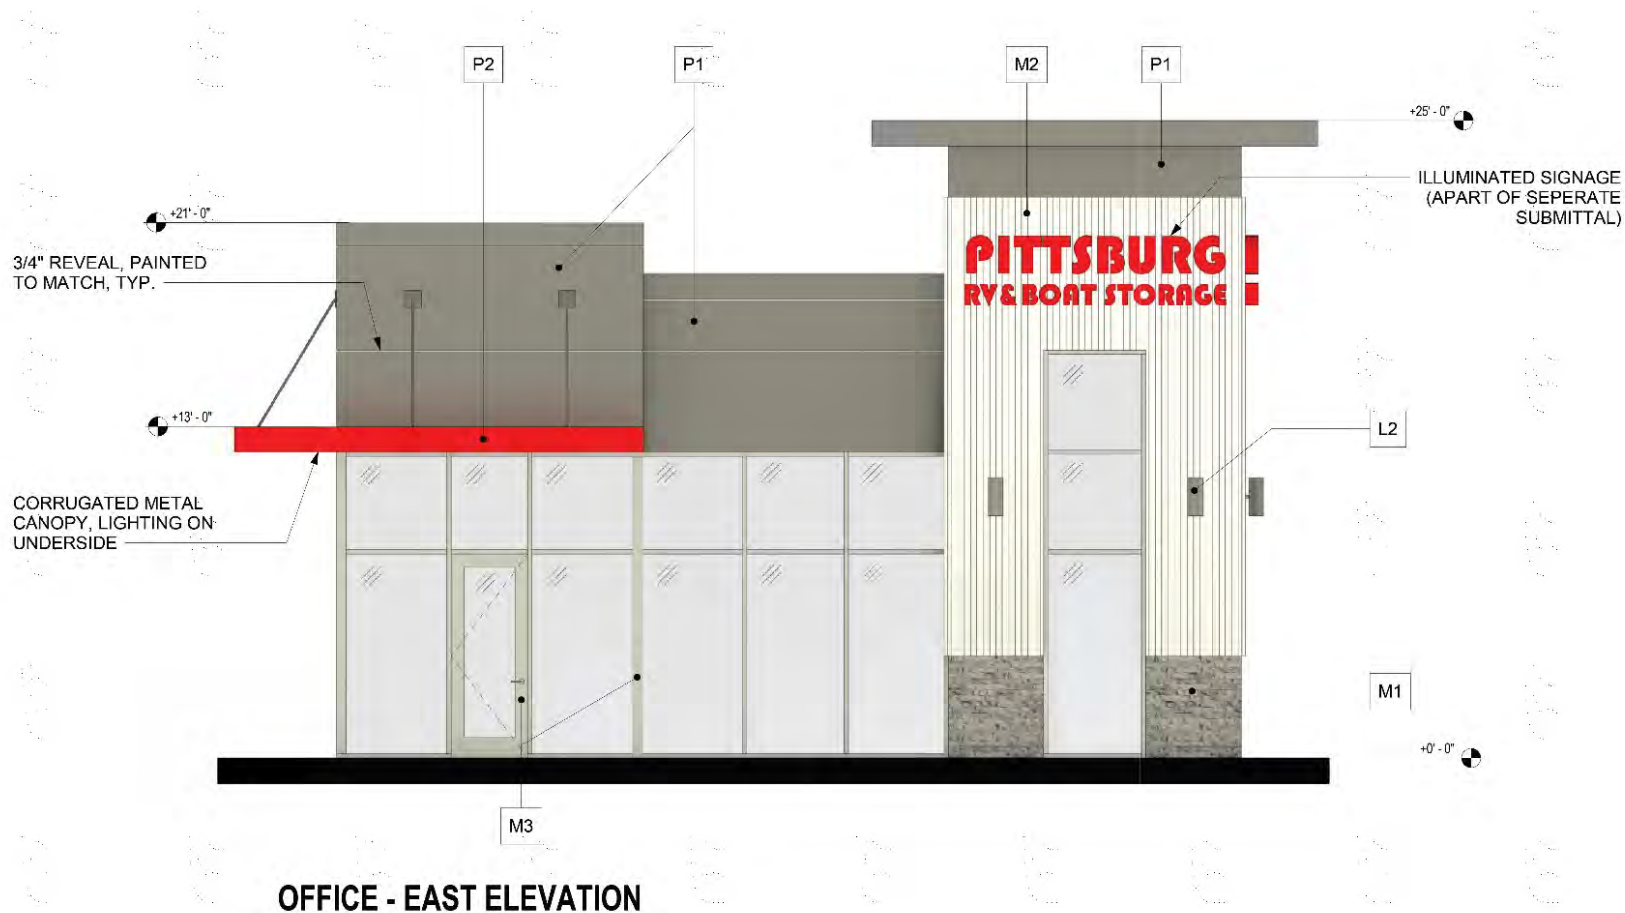 P2
P1
M2
P1
+25' - 0"
ILLUMINATED SIGNAGE
(APART OF SEPERATE
SUBMITTAL)
+21' - 0"
3/4" REVEAL, PAINTED
TO MATCH, TYP.
PITTSBURG
RV & BOAT STORAGE
+13' - 0"
L2
CORRUGATED METAL
CANOPY, LIGHTING ON
UNDERSIDE
M1
+0' - 0"
M3
OFFICE - EAST ELEVATION